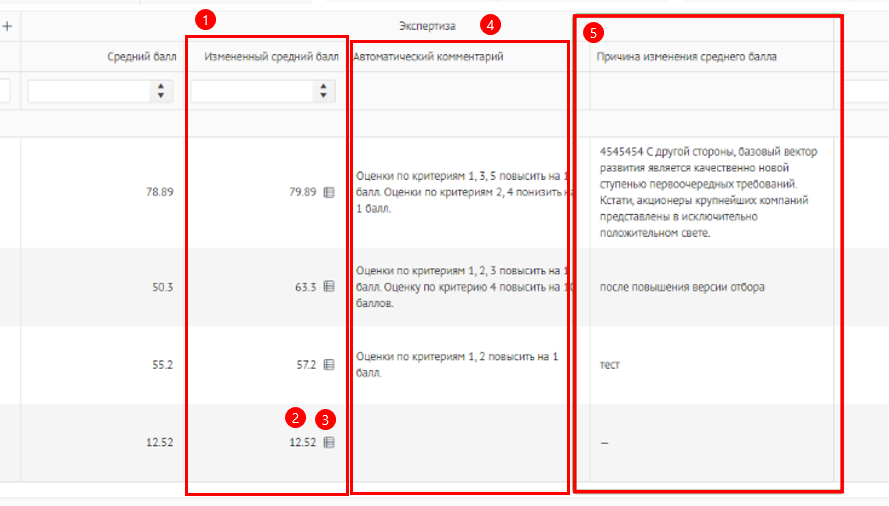 1
Экспертиза
4
5
+
Средний балл
Измененный средний балл
Автоматический комментарий
Причина изменения среднего балла
78.89
79.89
Оценки по критериям 1, 3, 5 повысить на 1
балл. Оценки по критериям 2, 4 понизить на
1 балл.
4545454 С другой стороны, базовый вектор
развития является качественно новой
ступенью первоочередных требований.
Кстати, акционеры крупнейших компаний
представлены в исключительно
положительном свете.
50.3
63.3
Оценки по критериям 1, 2, 3 повысить на 1
балл. Оценку по критерию 4 повысить на 10
баллов.
после повышения версии отбора
55.2
57.2
Оценки по критериям 1, 2 повысить на 1
балл.
тест
2
3
12.52
12.52
—